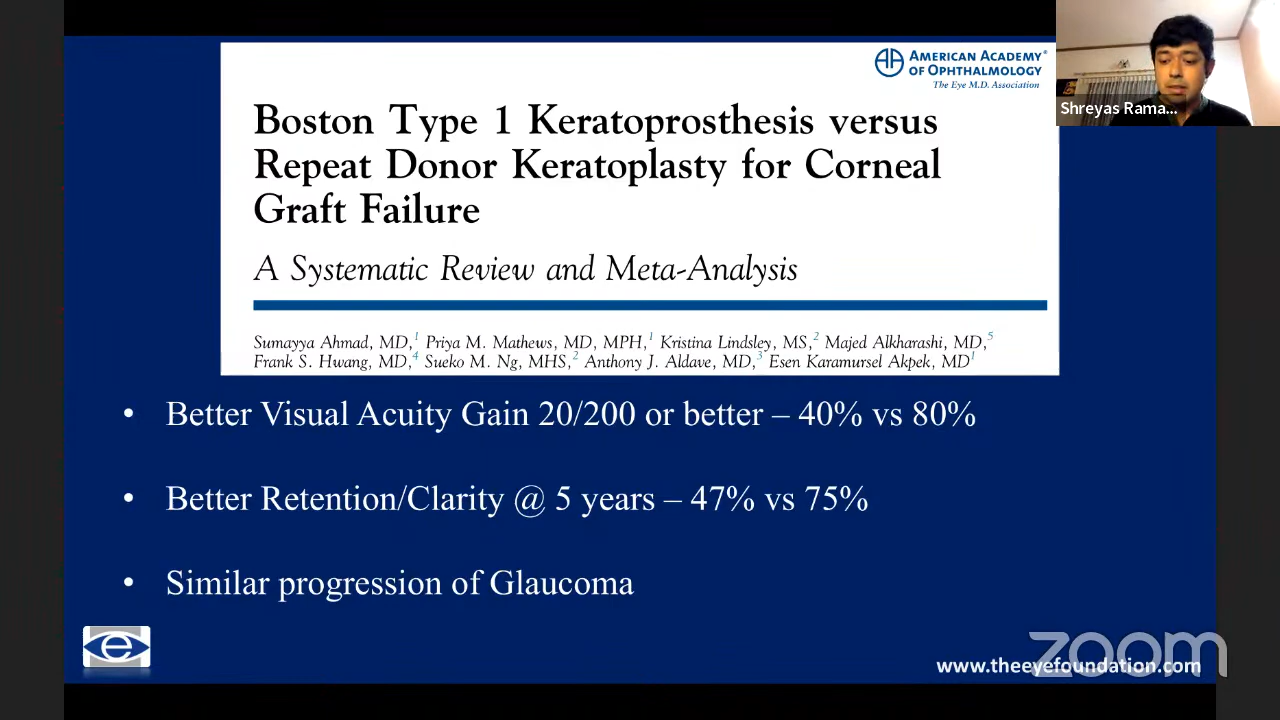 AMERICAN ACADEMY
OF OPHTHALMOLOGY®
The Eye M.D. Association
Shreyas Rama...
Boston Type 1 Keratoprosthesis versus
Repeat Donor Keratoplasty for Corneal
Graft Failure
A Systematic Review and Meta-Analysis
Sumayya Ahmad, MD,1 Priya M. Mathews, MD, MPH,1 Kristina Lindsley, MS,2 Majed Alkharashi, MD,5
Frank S. Hwang, MD,4 Sueko M. Ng, MHS,2 Anthony J. Aldave, MD,3 Esen Karamursel Akpek, MD1
• Better Visual Acuity Gain 20/200 or better – 40% vs 80%
• Better Retention/Clarity @ 5 years – 47% vs 75%
• Similar progression of Glaucoma
e
zoom
www.theeyefoundation.com